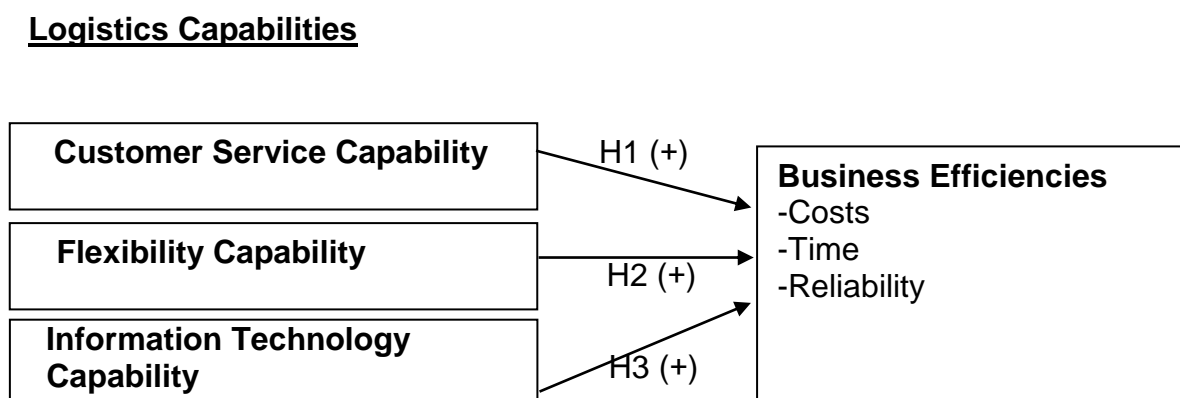 Logistics Capabilities
Customer Service Capability
H1 (+)
Business Efficiencies
-Costs
-Time
-Reliability
Flexibility Capability
H2 (+)
Information Technology
Capability
H3 (+)